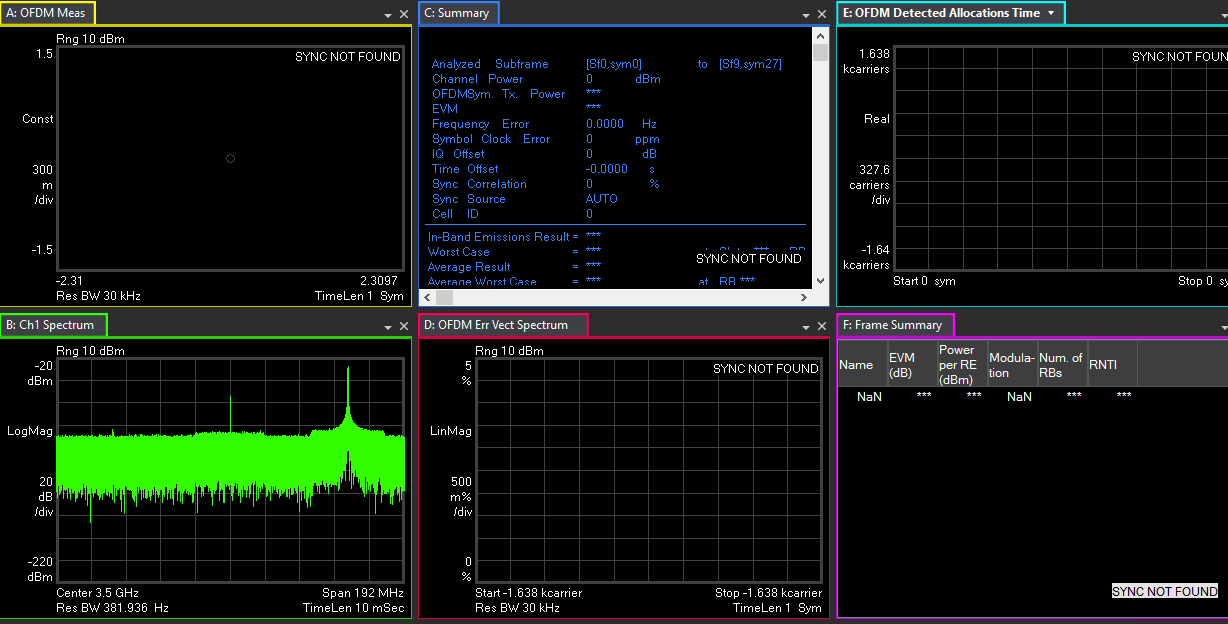 A: OFDM Meas
Rng 10 dBm
1.5
SYNC NOT FOUND
Const
300
m
/div
-1.5
-2.31
2.3097
Res BW 30 kHz
TimeLen 1 Sym
C: Summary
Analyzed Subframe [Sf0,sym0] to [Sf9,sym27]
Channel Power 0 dBm
OFDMSym. Tx. Power ***
EVM ***
Frequency Error 0.0000 Hz
Symbol Clock Error 0 ppm
IQ Offset 0 dB
Time Offset -0.0000 s
Sync Correlation 0 %
Sync Source AUTO
Cell ID 0
In-Band Emissions Result = ***
Worst Case = ***
SYNC NOT FOUND
Average Result = ***
Average Worst Case = *** at RB ***
E: OFDM Detected Allocations Time
1.638
kcarriers
SYNC NOT FOUN
Real
327.6
carriers
/div
-1.64
kcarriers
Start 0 sym
Stop 0 sy
B: Ch1 Spectrum
Rng 10 dBm
-20
dBm
LogMag
20
dB
/div
-220
dBm
Center 3.5 GHz
Span 192 MHz
Res BW 381.936 Hz
TimeLen 10 mSec
D: OFDM Err Vect Spectrum
Rng 10 dBm
5
%
SYNC NOT FOUND
LinMag
500
m%
/div
0
%
Start -1.638 kcarrier
Stop -1.638 kcarrier
Res BW 30 kHz
TimeLen 1 Sym
F: Frame Summary
Name EVM (dB) Power per RE (dBm) Modula-tion Num. of RBs RNTI
NaN *** *** NaN *** ***
SYNC NOT FOUND